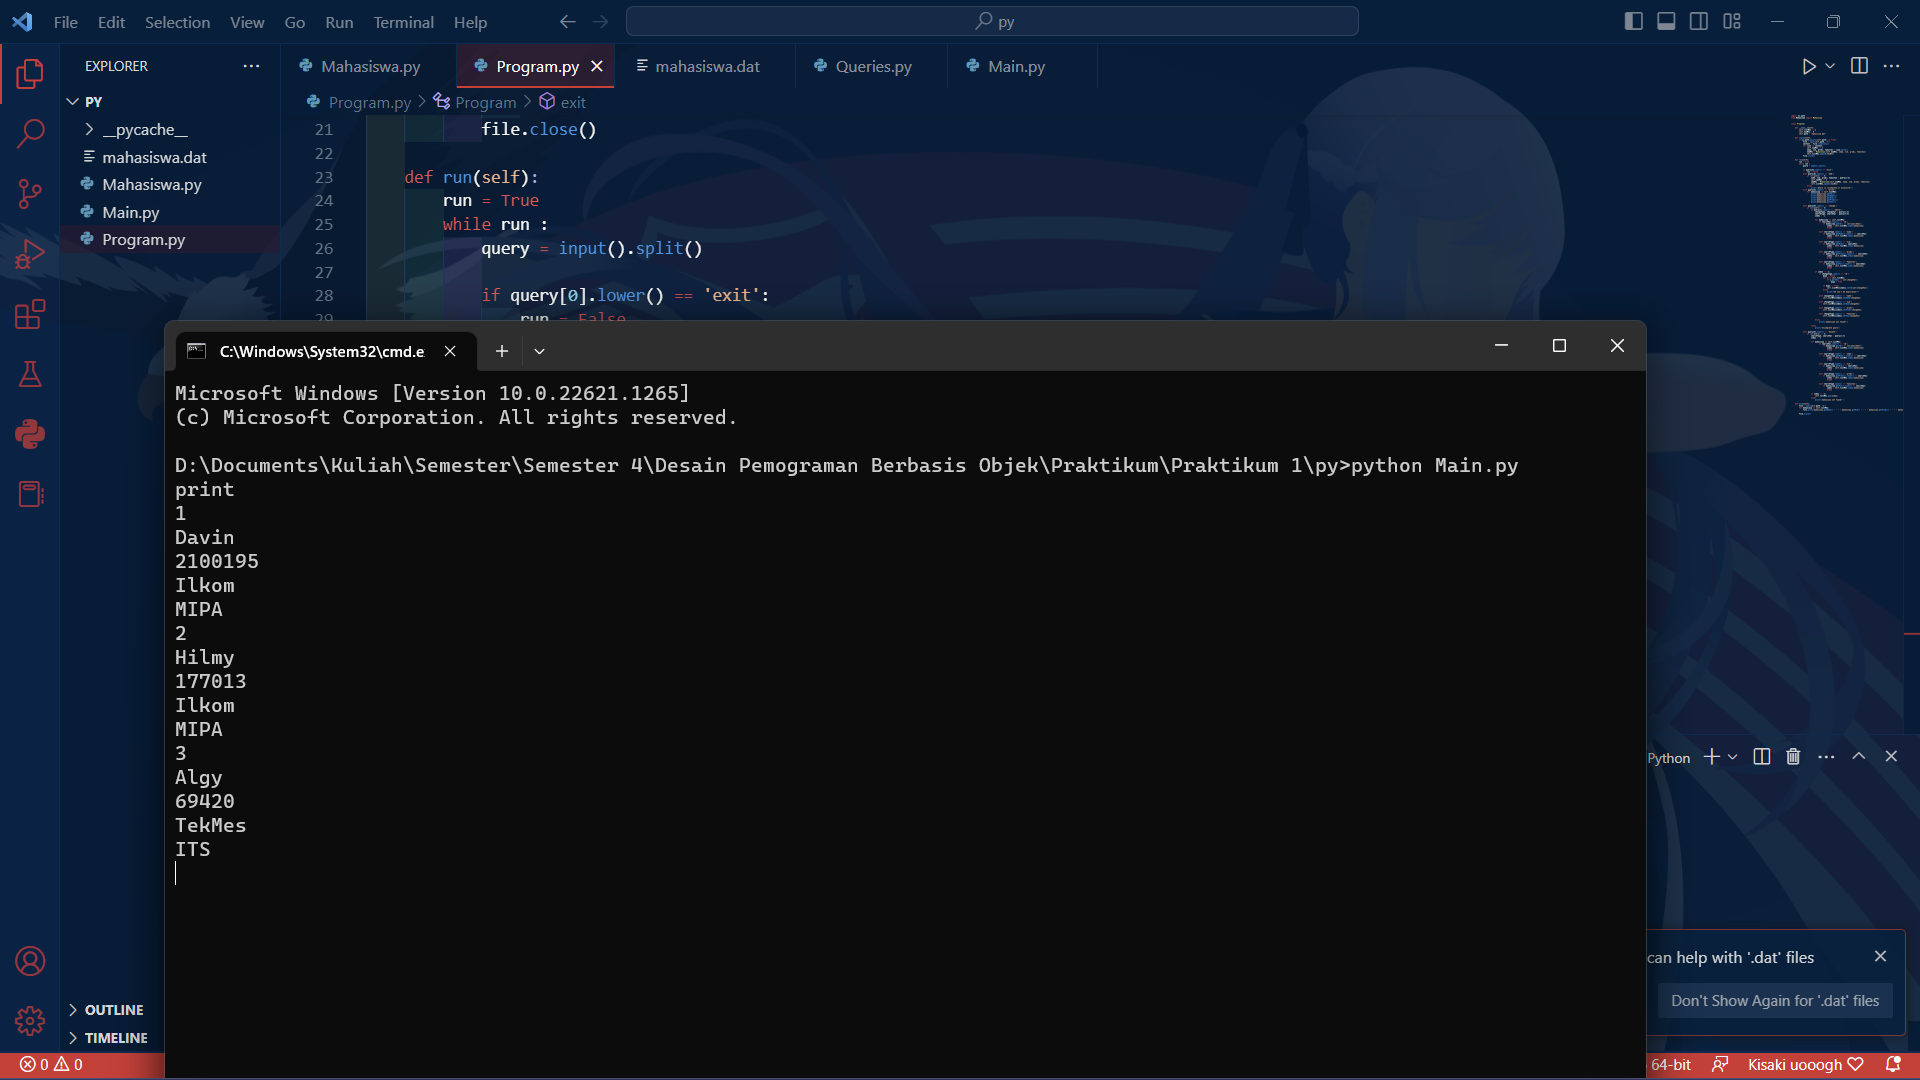 File Edit Selection View Go Run Terminal Help
py
EXPLORER
PY
__pycache__
mahasiswa.dat
Mahasiswa.py
Main.py
Program.py
OUTLINE
TIMELINE
Mahasiswa.py Program.py mahasiswa.dat Queries.py Main.py
Program.py > Program > exit
21 file.close()
22
23 def run(self):
24 run = True
25 while run :
26 query = input().split()
27
28 if query[0].lower() == 'exit':
29 run = False
C:\Windows\System32\cmd.e
Microsoft Windows [Version 10.0.22621.1265]
(c) Microsoft Corporation. All rights reserved.
D:\Documents\Kuliah\Semester\Semester 4\Desain Pemograman Berbasis Objek\Praktikum\Praktikum 1\py>python Main.py
print
1
Davin
2100195
Ilkom
MIPA
2
Hilmy
177013
Ilkom
MIPA
3
Algy
69420
TekMes
ITS
Python
can help with '.dat' files
Don't Show Again for '.dat' files
0 0
64-bit Kisaki uooogh